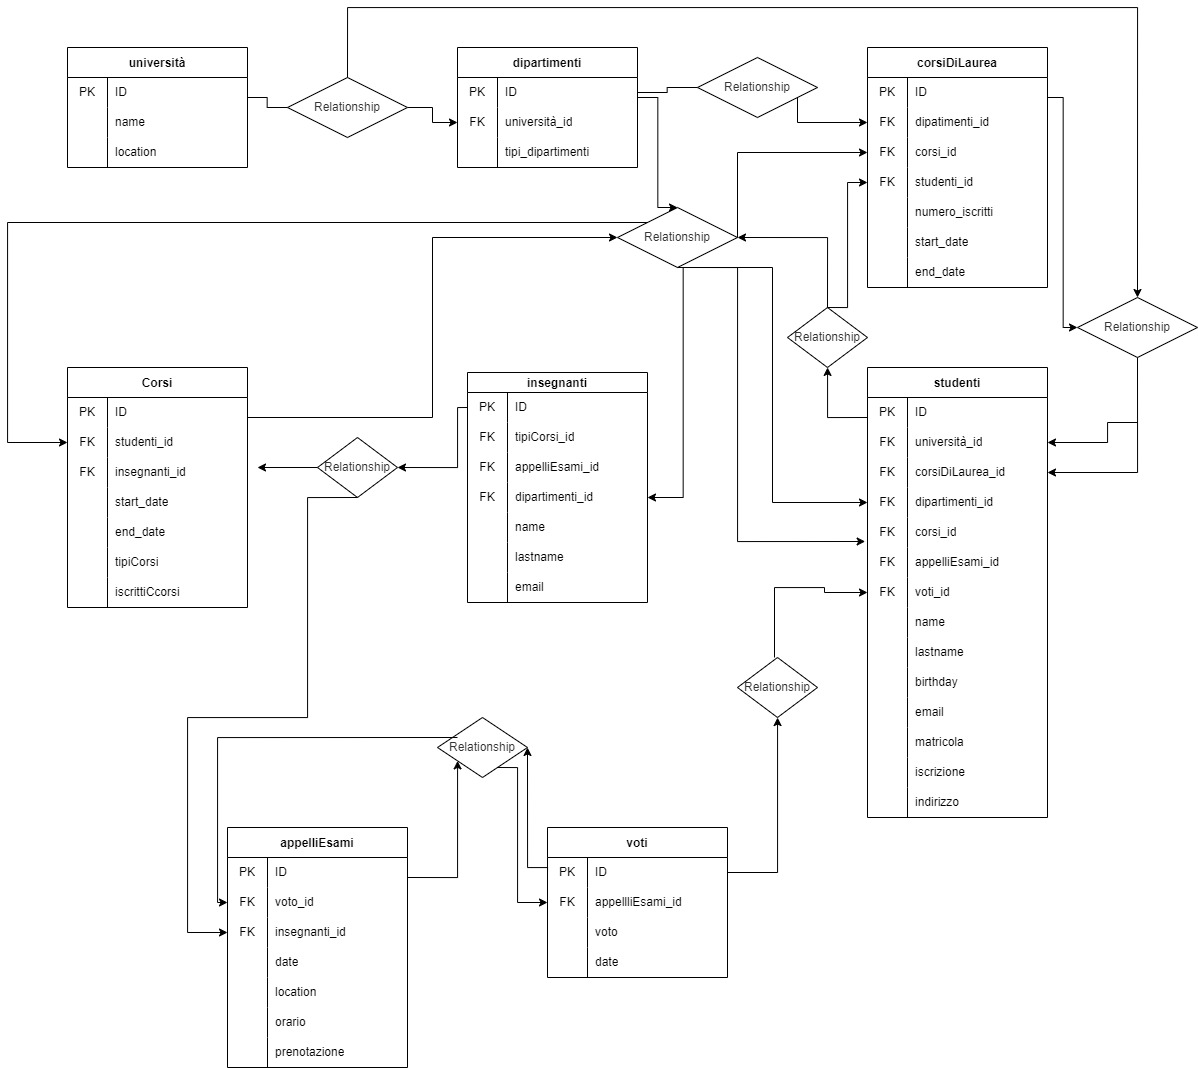 università
PK ID
name
location
Relationship
dipartimenti
PK ID
FK università_id
tipi_dipartimenti
Relationship
corsiDiLaurea
PK ID
FK dipatimenti_id
FK corsi_id
FK studenti_id
numero_iscritti
start_date
end_date
Relationship
Relationship
Relationship
Corsi
PK ID
FK studenti_id
FK insegnanti_id
start_date
end_date
tipiCorsi
iscrittiCcorsi
Relationship
insegnanti
PK ID
FK tipiCorsi_id
FK appelliEsami_id
FK dipartimenti_id
name
lastname
email
studenti
PK ID
FK università_id
FK corsiDiLaurea_id
FK dipartimenti_id
FK corsi_id
FK appelliEsami_id
FK voti_id
name
lastname
birthday
email
matricola
iscrizione
indirizzo
Relationship
Relationship
appelliEsami
PK ID
FK voto_id
FK insegnanti_id
date
location
orario
prenotazione
voti
PK ID
FK appellliEsami_id
voto
date